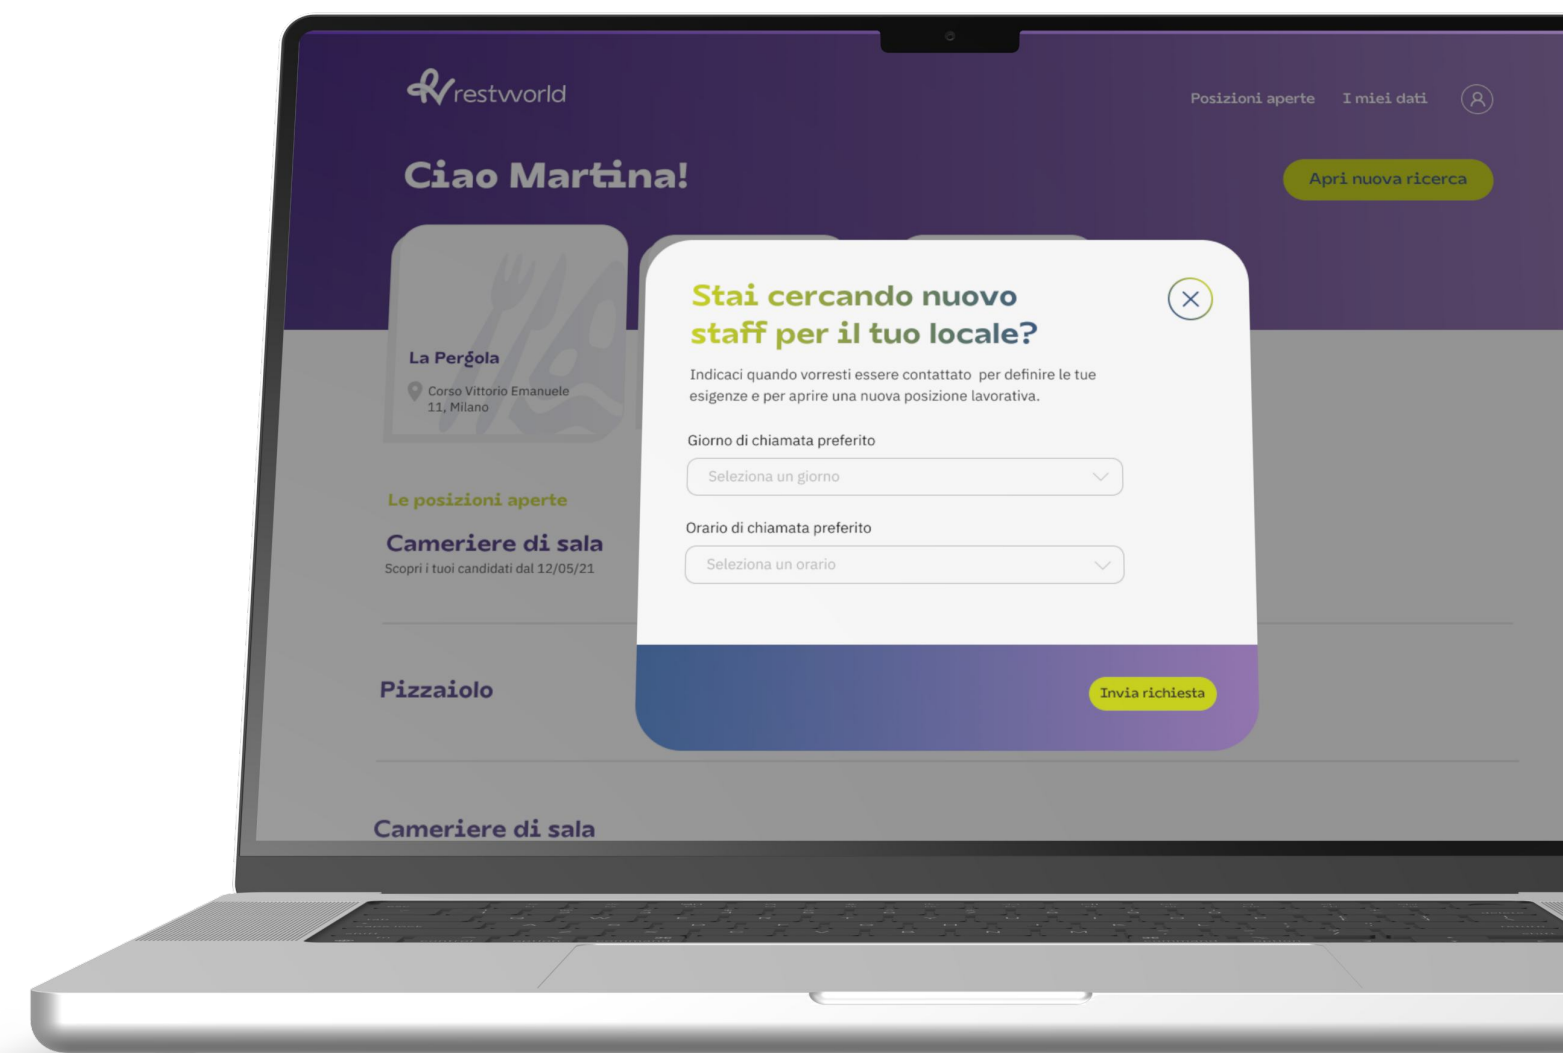 restworld
Posizioni aperte
I miei dati
Ciao Martina!
Apri nuova ricerca
La Pergola
Corso Vittorio Emanuele
11, Milano
Stai cercando nuovo
staff per il tuo locale?
Indicaci quando vorresti essere contattato per definire le tue
esigenze e per aprire una nuova posizione lavorativa.
Giorno di chiamata preferito
Seleziona un giorno
Orario di chiamata preferito
Seleziona un orario
Invia richiesta
Le posizioni aperte
Cameriere di sala
Scopri i tuoi candidati dal 12/05/21
Pizzaiolo
Cameriere di sala